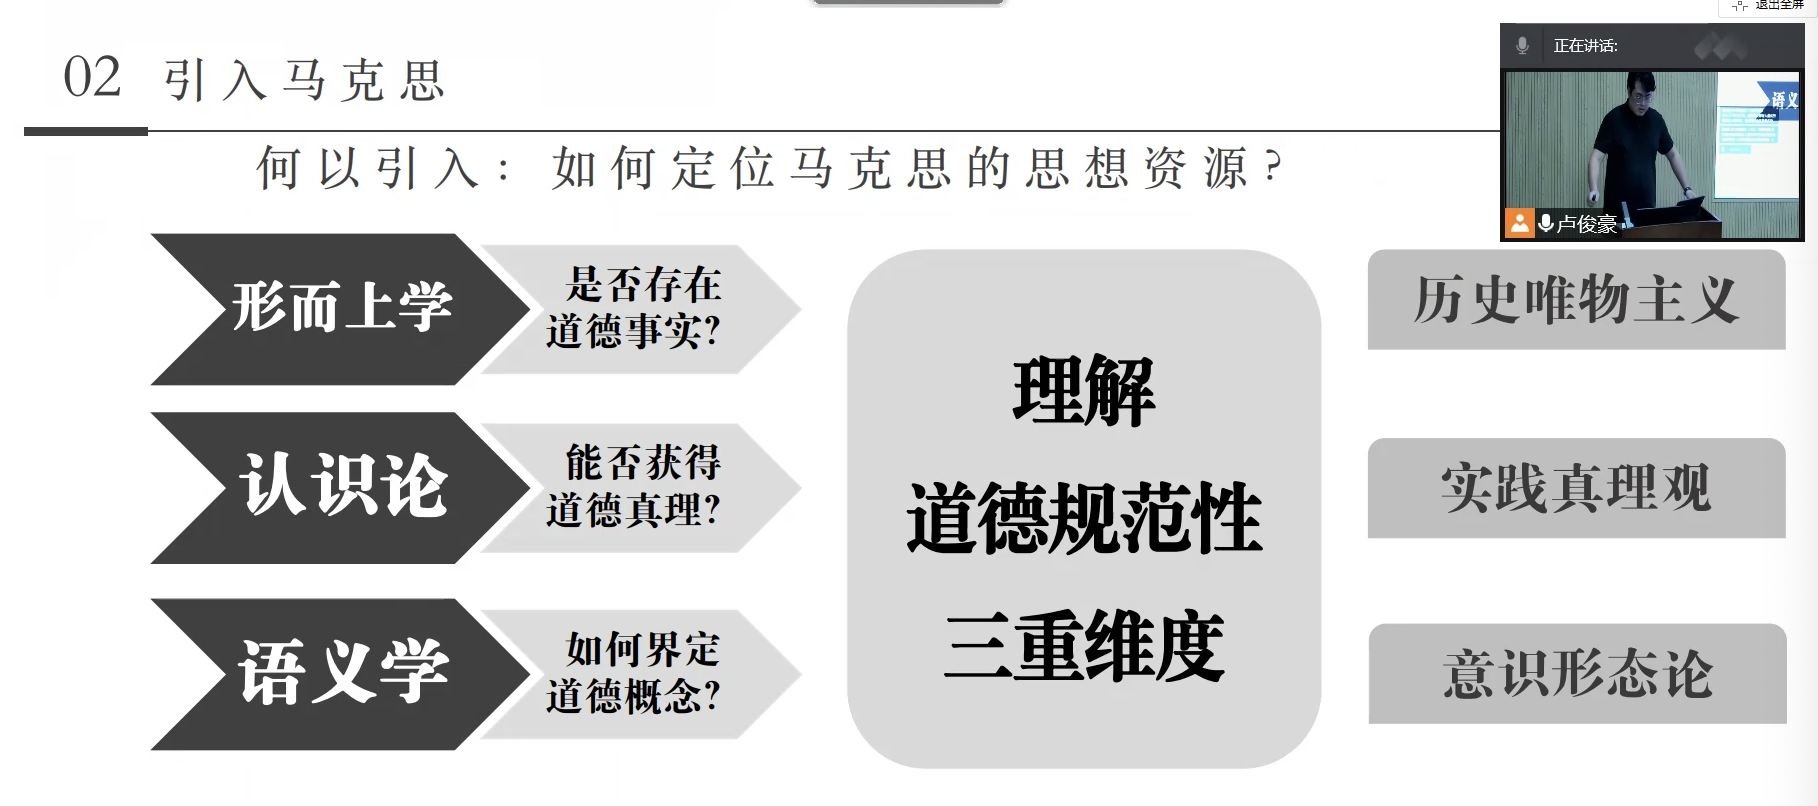 退出全屏
02 引入马克思
正在讲话:
语义
卢俊豪
何以引入：如何定位马克思的思想资源？
形而上学
是否存在
道德事实？
认识论
能否获得
道德真理？
语义学
如何界定
道德概念？
理解
道德规范性
三重维度
历史唯物主义
实践真理观
意识形态论